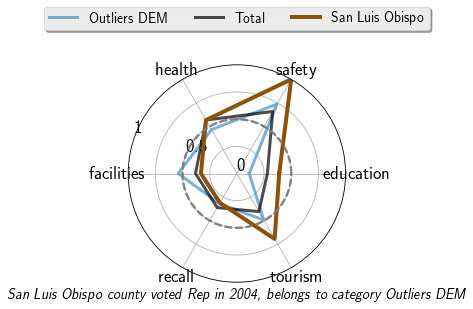 Outliers DEM Total San Luis Obispo
health safety
1
0.5
0
facilities education
recall tourism
San Luis Obispo county voted Rep in 2004, belongs to category Outliers DEM